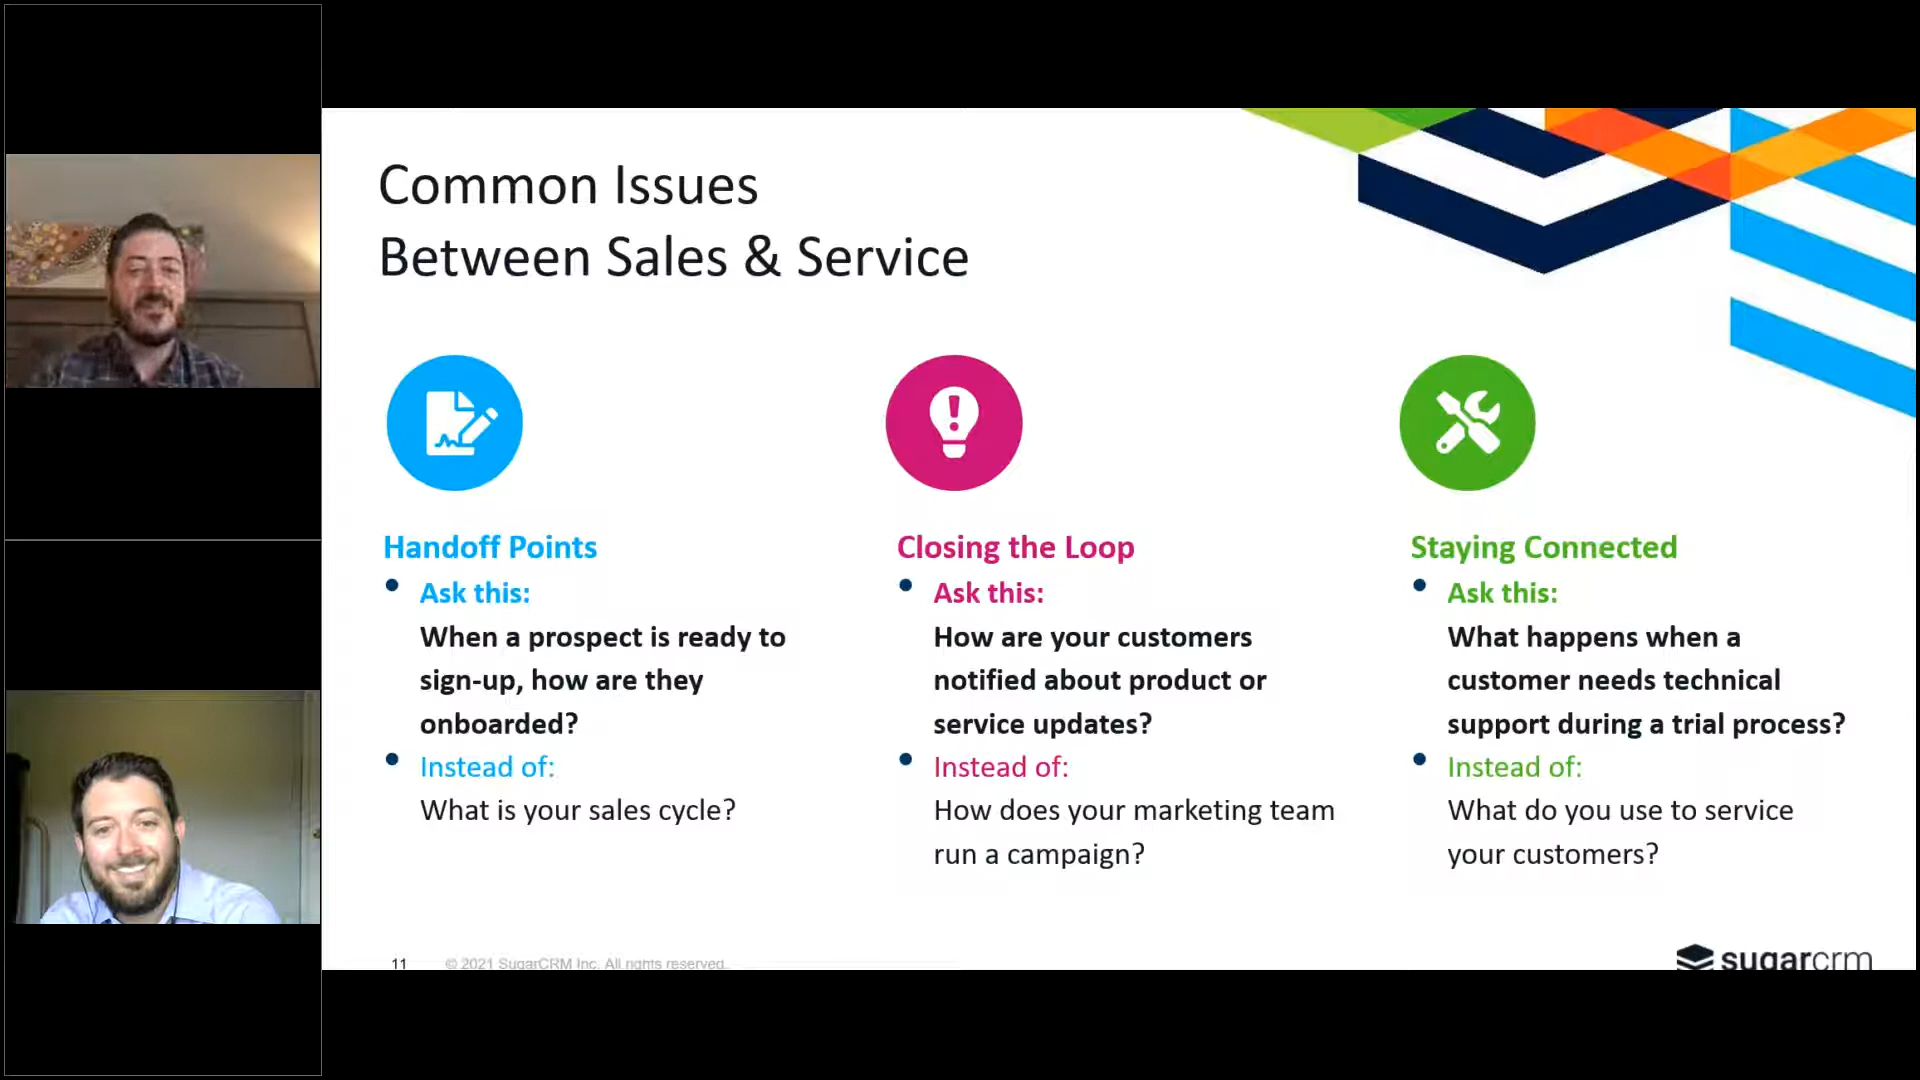 Common Issues
Between Sales & Service
Handoff Points
Ask this:
When a prospect is ready to
sign-up, how are they
onboarded?
Instead of:
What is your sales cycle?
Closing the Loop
Ask this:
How are your customers
notified about product or
service updates?
Instead of:
How does your marketing team
run a campaign?
Staying Connected
Ask this:
What happens when a
customer needs technical
support during a trial process?
Instead of:
What do you use to service
your customers?
11
© 2021 SugarCRM Inc. All rights reserved.
sugarcrm